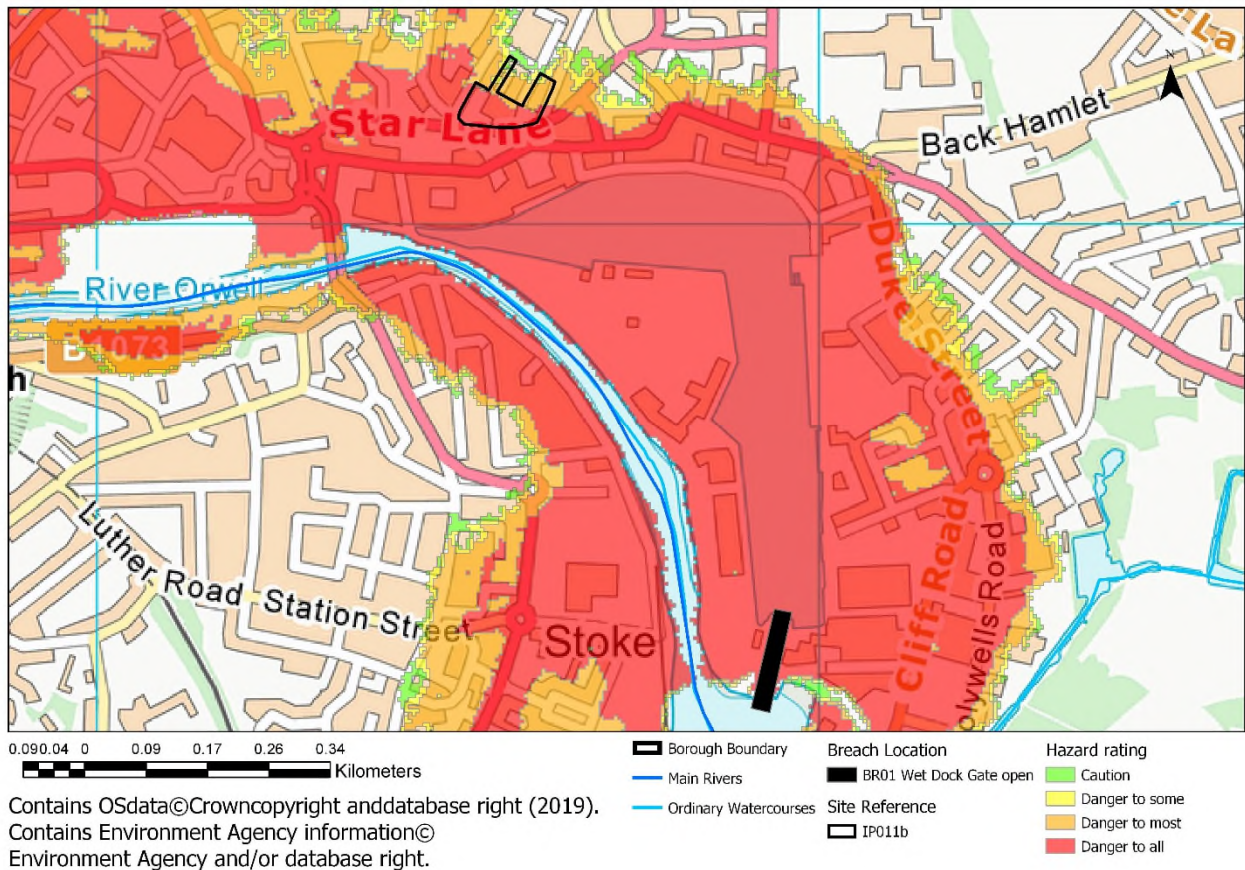 e La
N
Back Hamlet
Star Lane
Duke Street
River Orwell
B1073
h
Luther Road
Station Street
Stoke
Cliff Road
olywells Road
0.09 0.04 0 0.09 0.17 0.26 0.34
Kilometers
Contains OSdata©Crowncopyright anddatabase right (2019).
Contains Environment Agency information©
Environment Agency and/or database right.
Borough Boundary
Main Rivers
Ordinary Watercourses
Breach Location
BR01 Wet Dock Gate open
Site Reference
IP011b
Hazard rating
Caution
Danger to some
Danger to most
Danger to all